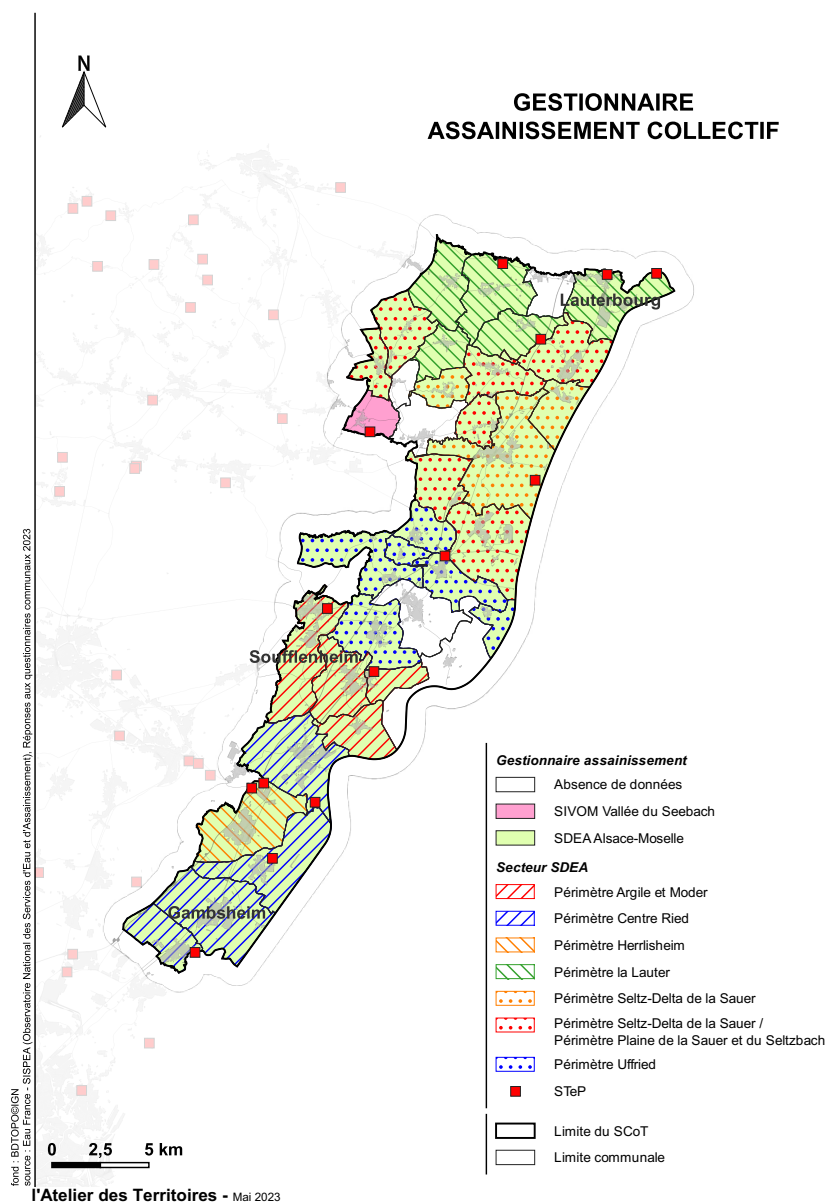 N
GESTIONNAIRE
ASSAINISSEMENT COLLECTIF
Lauterbourg
Soufflenheim
Gambsheim
Gestionnaire assainissement
Absence de données
SIVOM Vallée du Seebach
SDEA Alsace-Moselle
Secteur SDEA
Périmètre Argile et Moder
Périmètre Centre Ried
Périmètre Herrlisheim
Périmètre la Lauter
Périmètre Seltz-Delta de la Sauer
Périmètre Seltz-Delta de la Sauer /
Périmètre Plaine de la Sauer et du Seltzbach
Périmètre Uffried
STeP
Limite du SCoT
Limite communale
fond : BDTOPO©IGN
source : Eau France - SISPEA (Observatoire National des Services d'Eau et d'Assainissement), Réponses aux questionnaires communaux 2023
0 2,5 5 km
l'Atelier des Territoires - Mai 2023